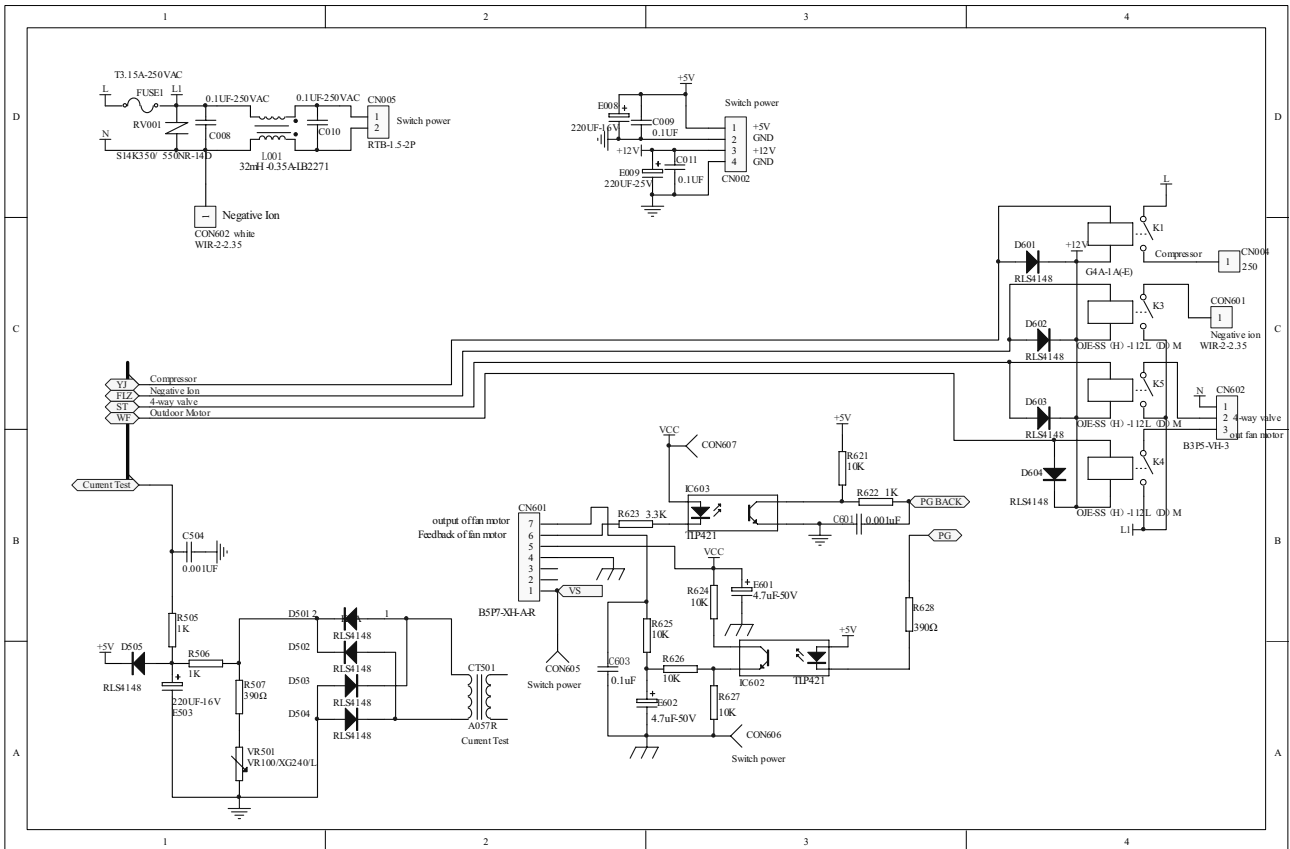 1
2
3
4
D
C
B
A
T3.15A-250VAC
L
FUSE1
L1
0.1UF-250VAC
0.1UF-250VAC
CN005
1
2
Switch power
RTB-1.5-2P
RV001
C008
C010
N
S14K350/ 550NR-14D
L001
32mH -0.35A-LB2271
1
Negative Ion
CON602 white
WIR-2-2.35
+5V
Switch power
E008
+
C009
220UF-16V
0.1UF
1
+5V
2
GND
3
+12V
4
GND
+12V
+
C011
E009
220UF-25V
0.1UF
CN002
L
K1
D601
+12V
Compressor
CN004
1
250
RLS4148
G4A-1A(-E)
K3
CON601
1
D602
Negative ion
WIR-2-2.35
RLS4148
OJE-SS (H) -112L (D) M
K5
N
CN602
1
2
4-way valve
3
out fan motor
D603
RLS4148
OJE-SS (H) -112L (D) M
B3P5-VH-3
K4
D604
RLS4148
OJE-SS (H) -112L (D) M
L1
YJ
Compressor
FLZ
Negative Ion
ST
4-way valve
WF
Outdoor Motor
Current Test
C504
0.001UF
R505
1K
+5V
D505
R506
1K
RLS4148
+
220UF-16V
E503
R507
390Ω
VR501
VR100/XG240/L
D501
2
1
RLS4148
D502
RLS4148
D503
RLS4148
D504
RLS4148
CT501
A057R
Current Test
CN601
output of fan motor
7
Feedback of fan motor
6
5
4
3
2
1
VS
B5P7-XH-A-R
CON605
Switch power
VCC
CON607
+5V
R621
10K
IC603
TLP421
R623
3.3K
R622
1K
PG BACK
C601
0.001uF
PG
VCC
R624
10K
+
E601
4.7uF-50V
R625
10K
+5V
R628
390Ω
C603
0.1uF
R626
10K
IC602
TLP421
+
E602
4.7uF-50V
R627
10K
CON606
Switch power
D
C
B
A
1
2
3
4